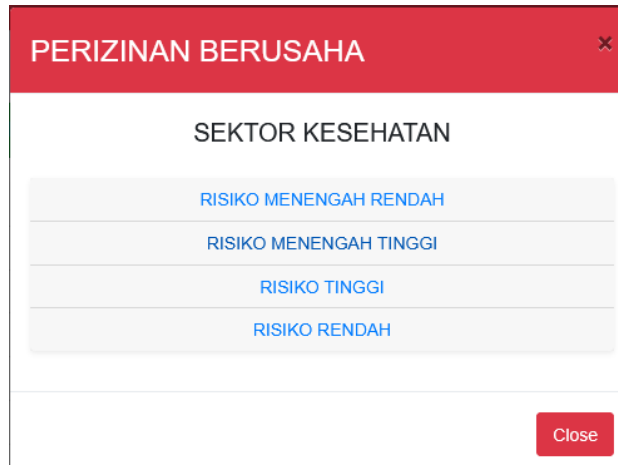 PERIZINAN BERUSAHA
×
SEKTOR KESEHATAN
RISIKO MENENGAH RENDAH
RISIKO MENENGAH TINGGI
RISIKO TINGGI
RISIKO RENDAH
Close